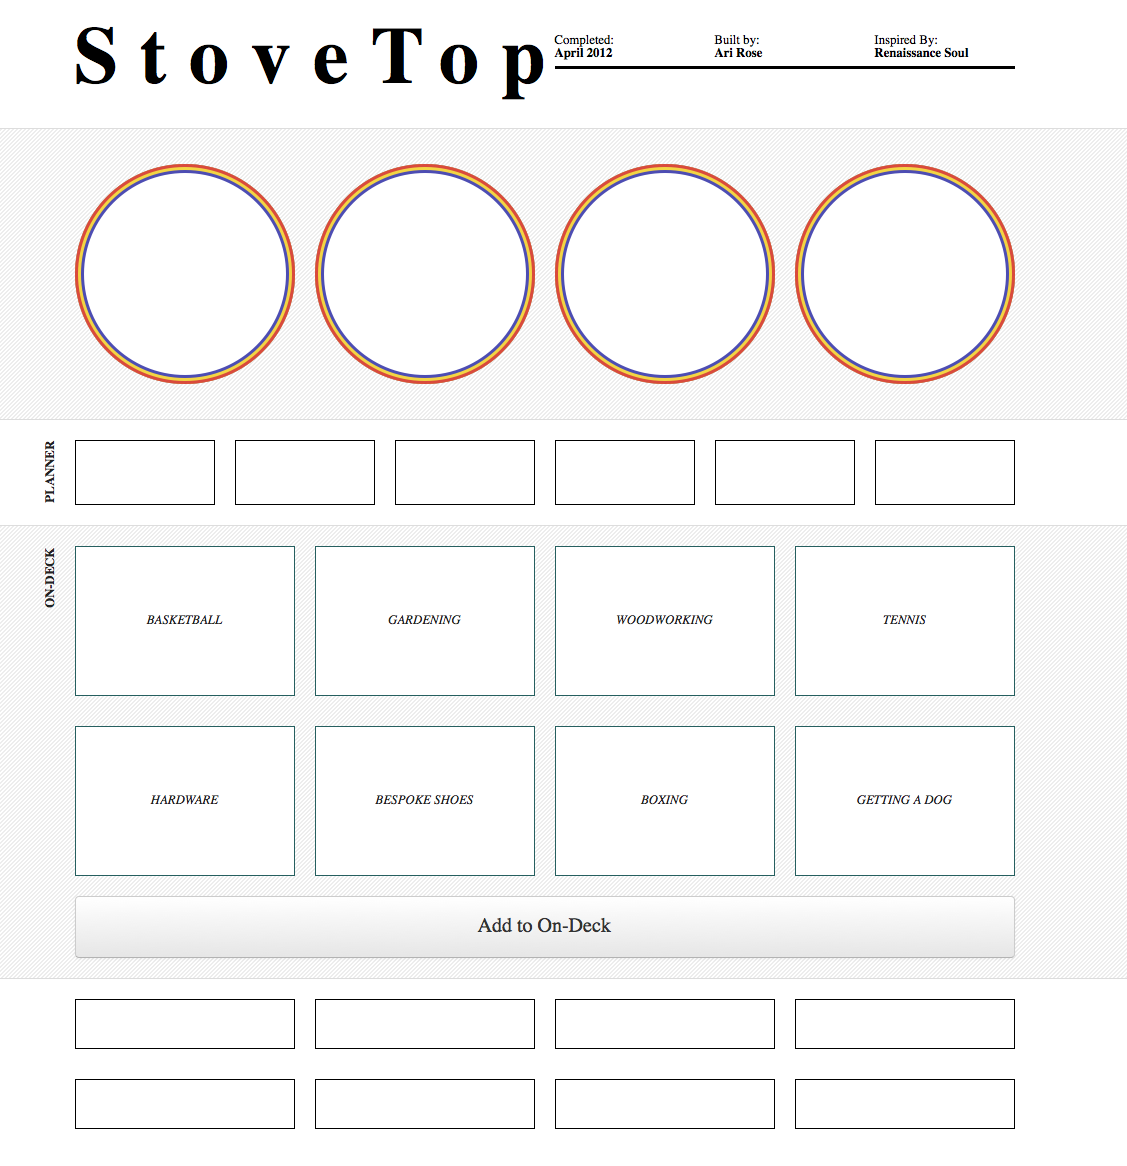 StoveTop
Completed:
April 2012
Built by:
Ari Rose
Inspired By:
Renaissance Soul
PLANNER
ON-DECK
BASKETBALL
GARDENING
WOODWORKING
TENNIS
HARDWARE
BESPOKE SHOES
BOXING
GETTING A DOG
Add to On-Deck